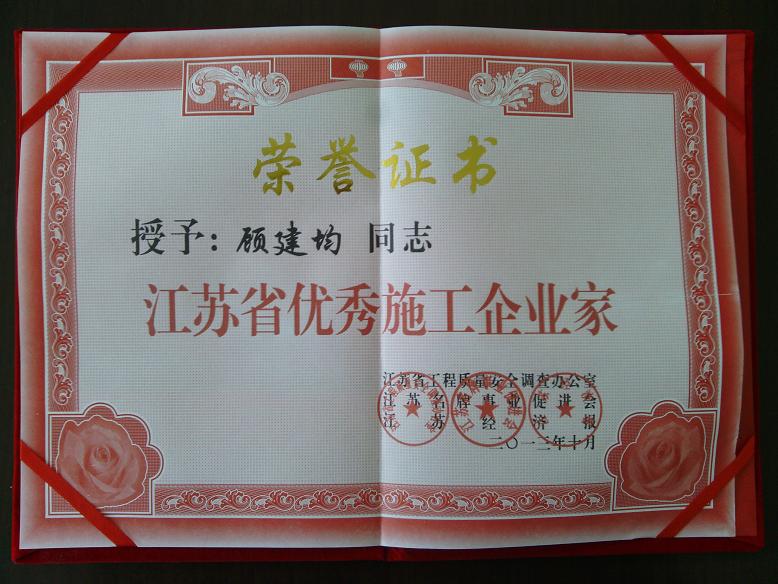 荣誉证书
授予：顾建均 同志
江苏省优秀施工企业家
江苏省工程质量安全调查办公室
江苏名牌事业促进会
江苏经济报
二〇一三年十月